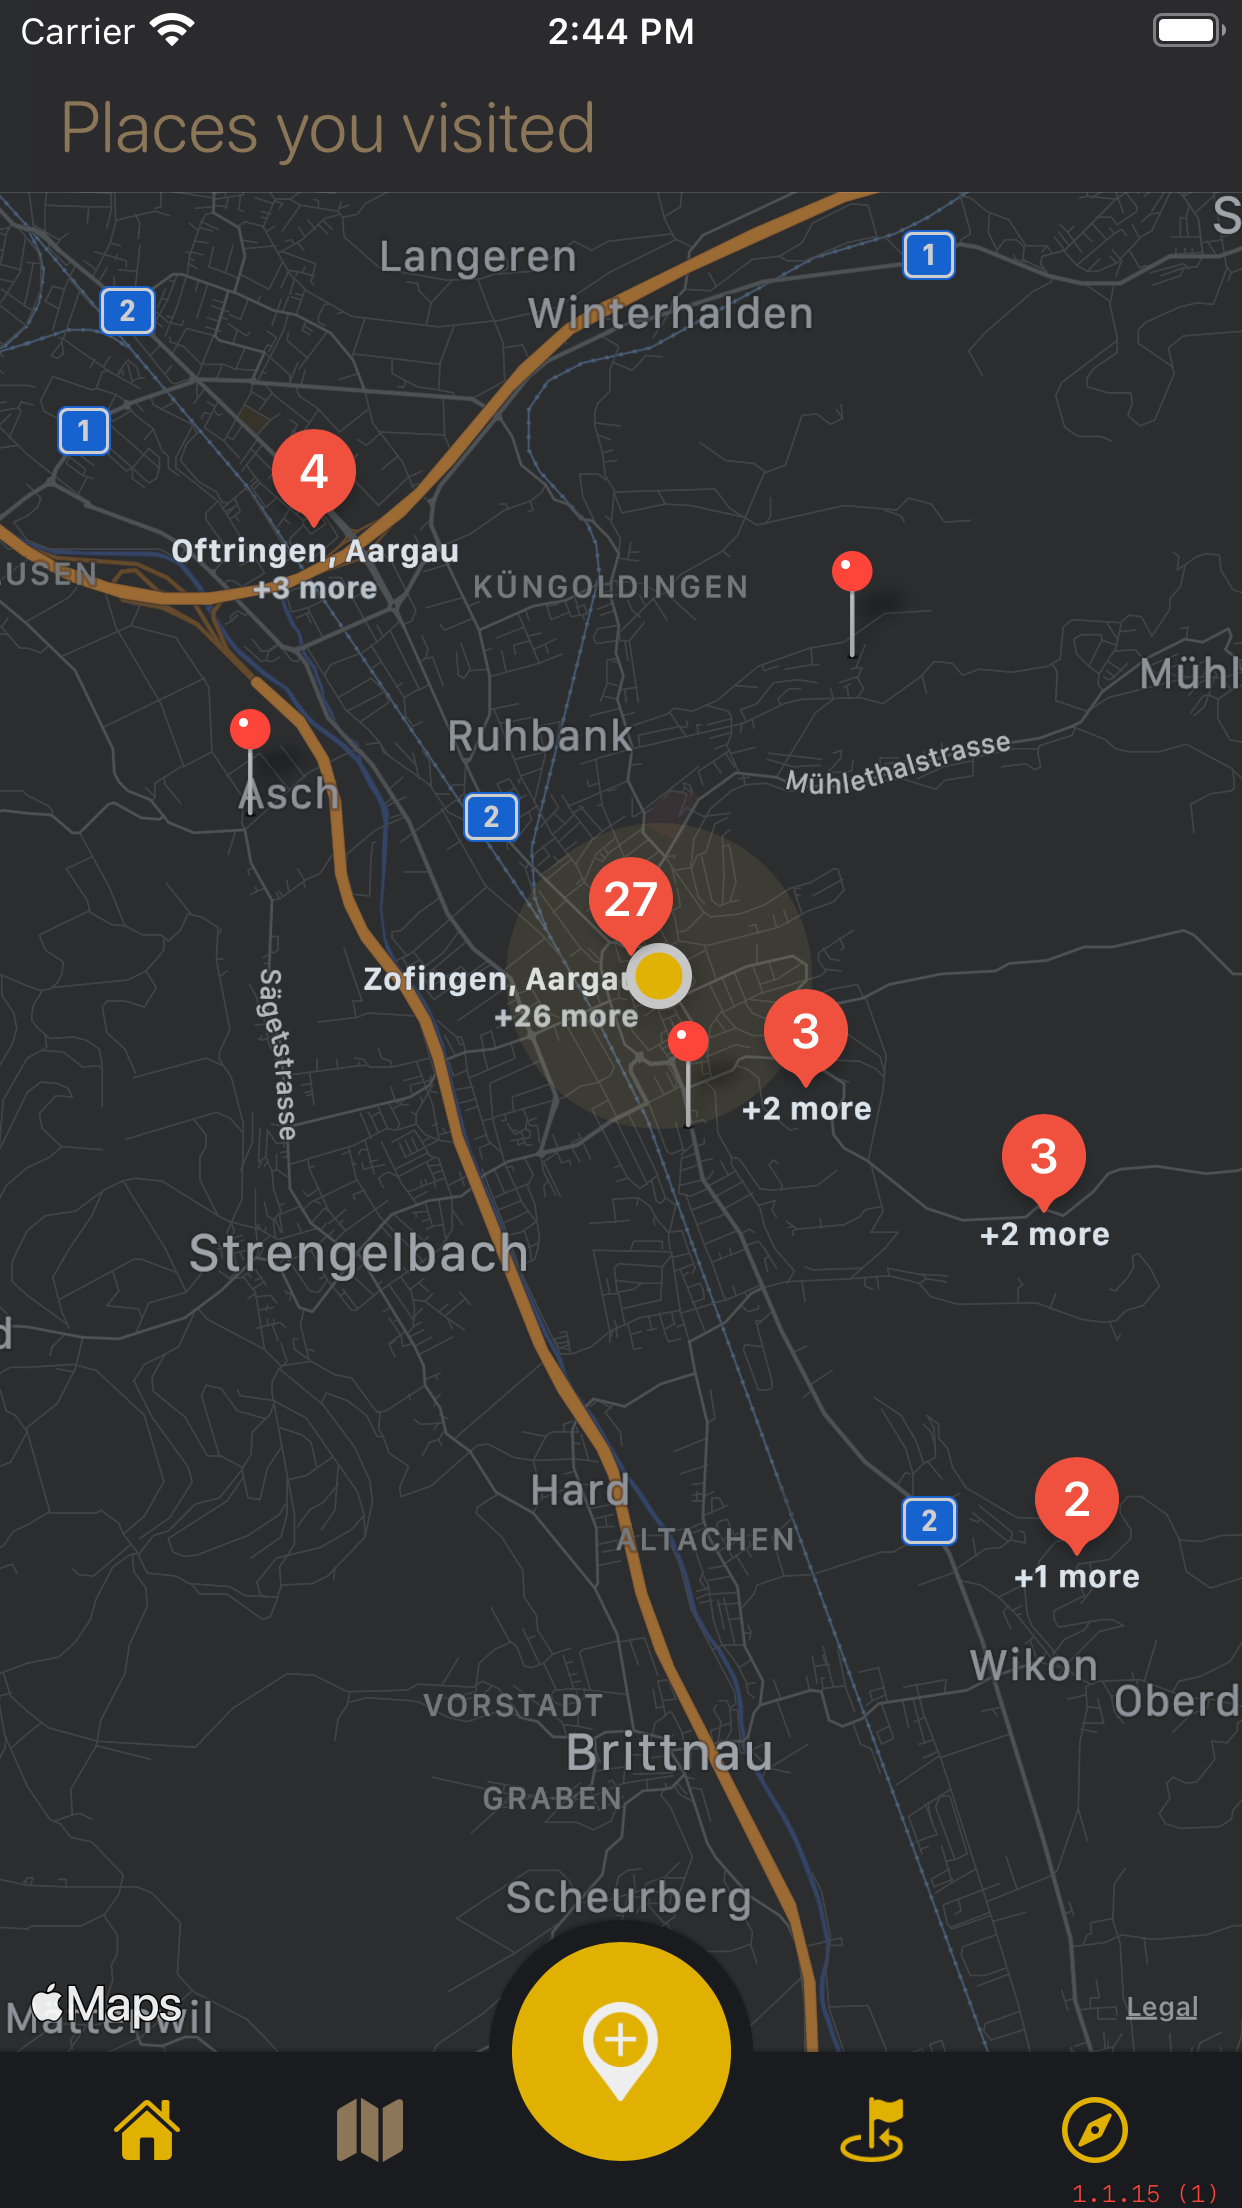 Carrier
2:44 PM
Places you visited
S
Langeren
1
2
Winterhalden
1
4
Oftringen, Aargau
+3 more
USEN
KÜNGOLDINGEN
Mühl
Ruhbank
Mühlethalstrasse
Asch
2
27
Zofingen, Aargau
+26 more
Sägetstrasse
3
+2 more
3
+2 more
Strengelbach
d
Hard
2
2
ALTACHEN
+1 more
Wikon
Oberd
VORSTADT
Brittnau
GRABEN
Scheurberg
Maps
Mättenwil
Legal
1.1.15 (1)